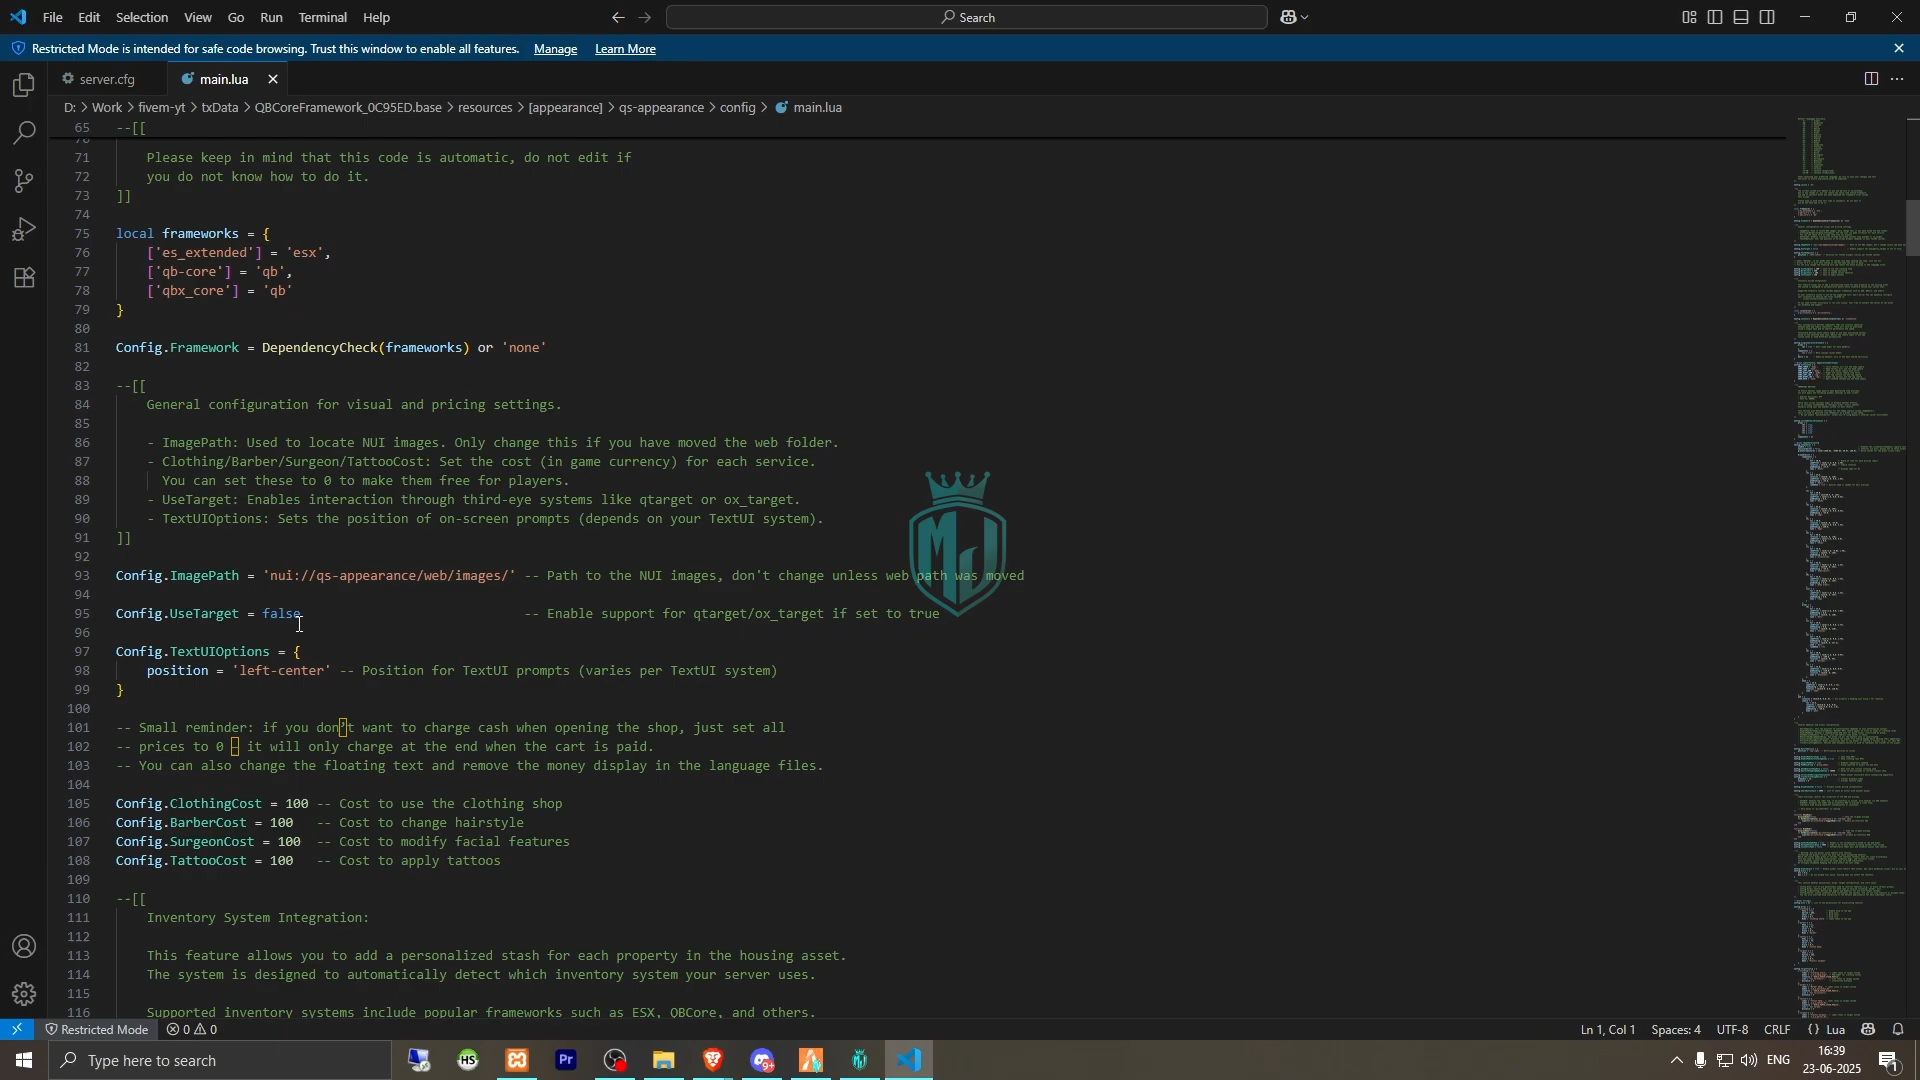 File Edit Selection View Go Run Terminal Help
Search
Restricted Mode is intended for safe code browsing. Trust this window to enable all features. Manage Learn More
server.cfg main.lua
D: > Work > fivem-yt > txData > QBCoreFramework_0C95ED.base > resources > [appearance] > qs-appearance > config > main.lua
65 --[[
71 Please keep in mind that this code is automatic, do not edit if
72 you do not know how to do it.
73 ]]
74
75 local frameworks = {
76 ['es_extended'] = 'esx',
77 ['qb-core'] = 'qb',
78 ['qbx_core'] = 'qb'
79 }
80
81 Config.Framework = DependencyCheck(frameworks) or 'none'
82
83 --[[
84 General configuration for visual and pricing settings.
85
86 - ImagePath: Used to locate NUI images. Only change this if you have moved the web folder.
87 - Clothing/Barber/Surgeon/TattooCost: Set the cost (in game currency) for each service.
88 You can set these to 0 to make them free for players.
89 - UseTarget: Enables interaction through third-eye systems like qtarget or ox_target.
90 - TextUIOptions: Sets the position of on-screen prompts (depends on your TextUI system).
91 ]]
92
93 Config.ImagePath = 'nui://qs-appearance/web/images/' -- Path to the NUI images, don't change unless web path was moved
94
95 Config.UseTarget = false -- Enable support for qtarget/ox_target if set to true
96
97 Config.TextUIOptions = {
98 position = 'left-center' -- Position for TextUI prompts (varies per TextUI system)
99 }
100
101 -- Small reminder: if you don’t want to charge cash when opening the shop, just set all
102 -- prices to 0 – it will only charge at the end when the cart is paid.
103 -- You can also change the floating text and remove the money display in the language files.
104
105 Config.ClothingCost = 100 -- Cost to use the clothing shop
106 Config.BarberCost = 100 -- Cost to change hairstyle
107 Config.SurgeonCost = 100 -- Cost to modify facial features
108 Config.TattooCost = 100 -- Cost to apply tattoos
109
110 --[[
111 Inventory System Integration:
112
113 This feature allows you to add a personalized stash for each property in the housing asset.
114 The system is designed to automatically detect which inventory system your server uses.
115
116 Supported inventory systems include popular frameworks such as ESX, QBCore, and others.
MJ
Restricted Mode 0 0 Ln 1, Col 1 Spaces: 4 UTF-8 CRLF {} Lua
Type here to search
HS
Pr
9+
ENG
16:39
23-06-2025
1